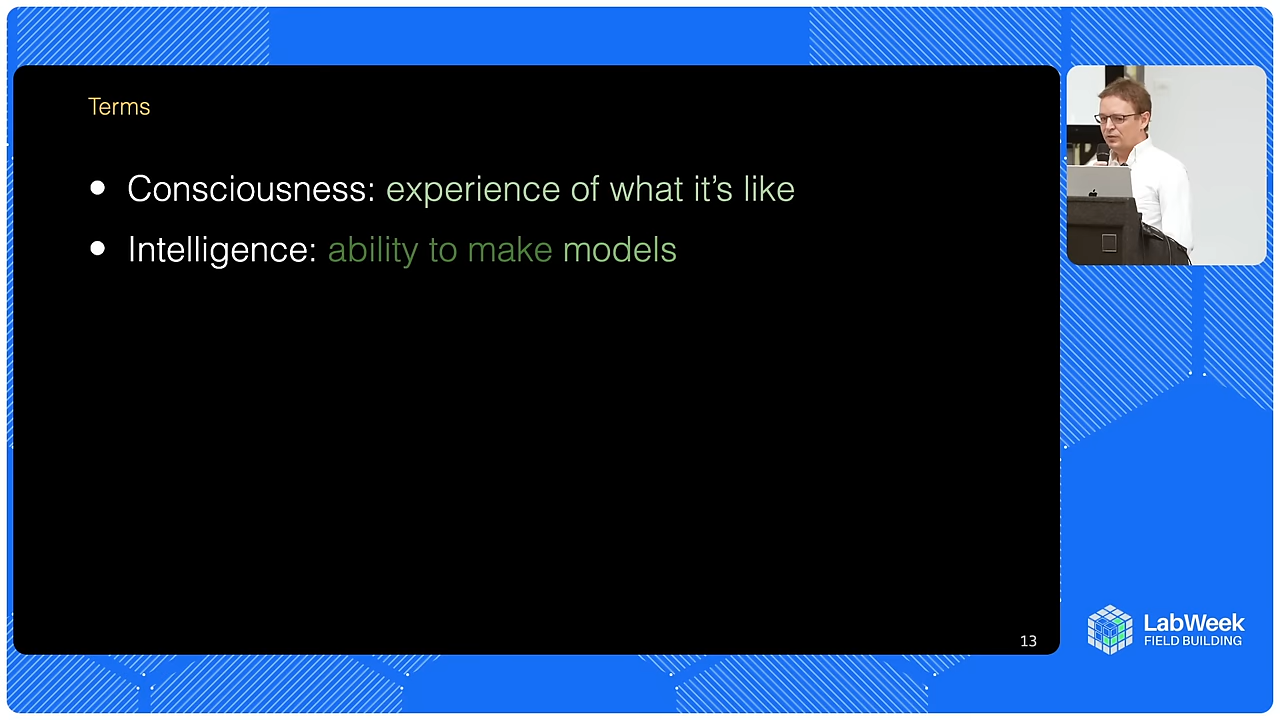 Terms
• Consciousness: experience of what it's like
• Intelligence: ability to make models
13
LabWeek
FIELD BUILDING